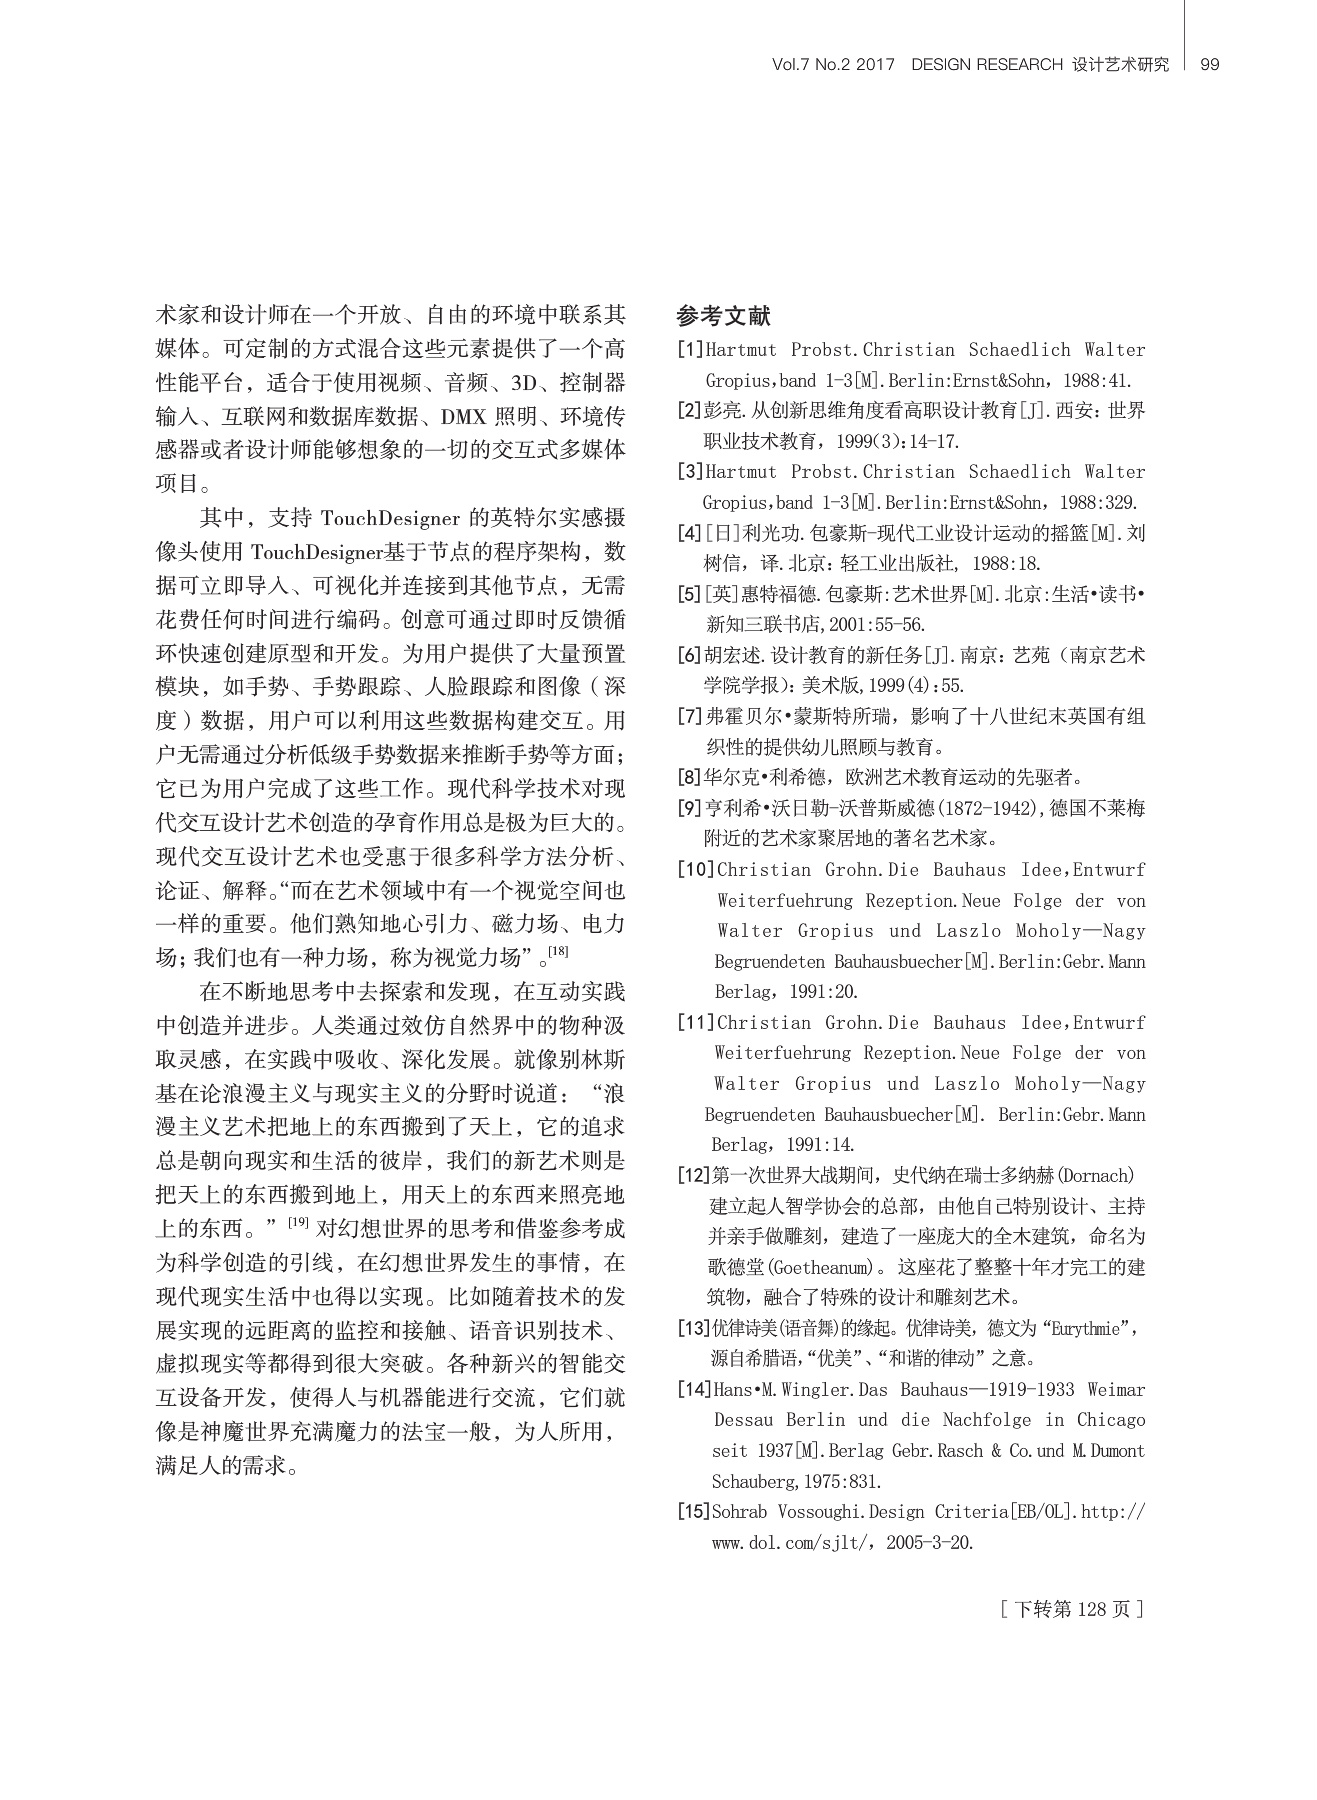 Vol.7 No.2 2017 DESIGN RESEARCH 设计艺术研究 99
术家和设计师在一个开放、自由的环境中联系其
媒体。可定制的方式混合这些元素提供了一个高
性能平台，适合于使用视频、音频、3D、控制器
输入、互联网和数据库数据、DMX 照明、环境传
感器或者设计师能够想象的一切的交互式多媒体
项目。
其中，支持 TouchDesigner 的英特尔实感摄
像头使用 TouchDesigner基于节点的程序架构，数
据可立即导入、可视化并连接到其他节点，无需
花费任何时间进行编码。创意可通过即时反馈循
环快速创建原型和开发。为用户提供了大量预置
模块，如手势、手势跟踪、人脸跟踪和图像（深
度）数据，用户可以利用这些数据构建交互。用
户无需通过分析低级手势数据来推断手势等方面；
它已为用户完成了这些工作。现代科学技术对现
代交互设计艺术创造的孕育作用总是极为巨大的。
现代交互设计艺术也受惠于很多科学方法分析、
论证、解释。“而在艺术领域中有一个视觉空间也
一样的重要。他们熟知地心引力、磁力场、电力
场；我们也有一种力场，称为视觉力场”。[18]
在不断地思考中去探索和发现，在互动实践
中创造并进步。人类通过效仿自然界中的物种汲
取灵感，在实践中吸收、深化发展。就像别林斯
基在论浪漫主义与现实主义的分野时说道：“浪
漫主义艺术把地上的东西搬到了天上，它的追求
总是朝向现实和生活的彼岸，我们的新艺术则是
把天上的东西搬到地上，用天上的东西来照亮地
上的东西。”[19] 对幻想世界的思考和借鉴参考成
为科学创造的引线，在幻想世界发生的事情，在
现代现实生活中也得以实现。比如随着技术的发
展实现的远距离的监控和接触、语音识别技术、
虚拟现实等都得到很大突破。各种新兴的智能交
互设备开发，使得人与机器能进行交流，它们就
像是神魔世界充满魔力的法宝一般，为人所用，
满足人的需求。
参考文献
[1]Hartmut Probst.Christian Schaedlich Walter
Gropius,band 1-3[M].Berlin:Ernst&Sohn, 1988:41.
[2]彭亮.从创新思维角度看高职设计教育[J].西安：世界
职业技术教育，1999(3):14-17.
[3]Hartmut Probst.Christian Schaedlich Walter
Gropius,band 1-3[M].Berlin:Ernst&Sohn, 1988:329.
[4][日]利光功.包豪斯-现代工业设计运动的摇篮[M].刘
树信，译.北京：轻工业出版社，1988:18.
[5][英]惠特福德.包豪斯:艺术世界[M].北京:生活•读书•
新知三联书店,2001:55-56.
[6]胡宏述.设计教育的新任务[J].南京：艺苑（南京艺术
学院学报）：美术版,1999(4):55.
[7]弗霍贝尔•蒙斯特所瑞，影响了十八世纪末英国有组
织性的提供幼儿照顾与教育。
[8]华尔克•利希德，欧洲艺术教育运动的先驱者。
[9]亨利希•沃日勒-沃普斯威德(1872-1942),德国不莱梅
附近的艺术家聚居地的著名艺术家。
[10]Christian Grohn.Die Bauhaus Idee,Entwurf
Weiterfuehrung Rezeption.Neue Folge der von
Walter Gropius und Laszlo Moholy—Nagy
Begruendeten Bauhausbuecher[M].Berlin:Gebr.Mann
Berlag, 1991:20.
[11]Christian Grohn.Die Bauhaus Idee,Entwurf
Weiterfuehrung Rezeption.Neue Folge der von
Walter Gropius und Laszlo Moholy—Nagy
Begruendeten Bauhausbuecher[M]. Berlin:Gebr.Mann
Berlag, 1991:14.
[12]第一次世界大战期间，史代纳在瑞士多纳赫(Dornach)
建立起人智学协会的总部，由他自己特别设计、主持
并亲手做雕刻，建造了一座庞大的全木建筑，命名为
歌德堂(Goetheanum)。这座花了整整十年才完工的建
筑物，融合了特殊的设计和雕刻艺术。
[13]优律诗美(语音舞)的缘起。优律诗美，德文为“Eurythmie”，
源自希腊语，“优美”、“和谐的律动”之意。
[14]Hans•M.Wingler.Das Bauhaus—1919-1933 Weimar
Dessau Berlin und die Nachfolge in Chicago
seit 1937[M].Berlag Gebr.Rasch & Co.und M.Dumont
Schauberg,1975:831.
[15]Sohrab Vossoughi.Design Criteria[EB/OL].http://
www.dol.com/sjlt/, 2005-3-20.
［ 下转第 128 页 ］